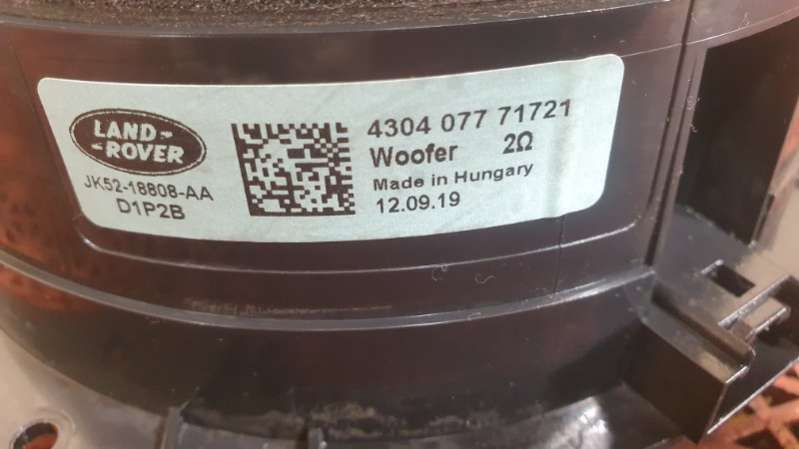 LAND-
-ROVER
JK52-18808-AA
D1P2B
4304 077 71721
Woofer 2Ω
Made in Hungary
12.09.19